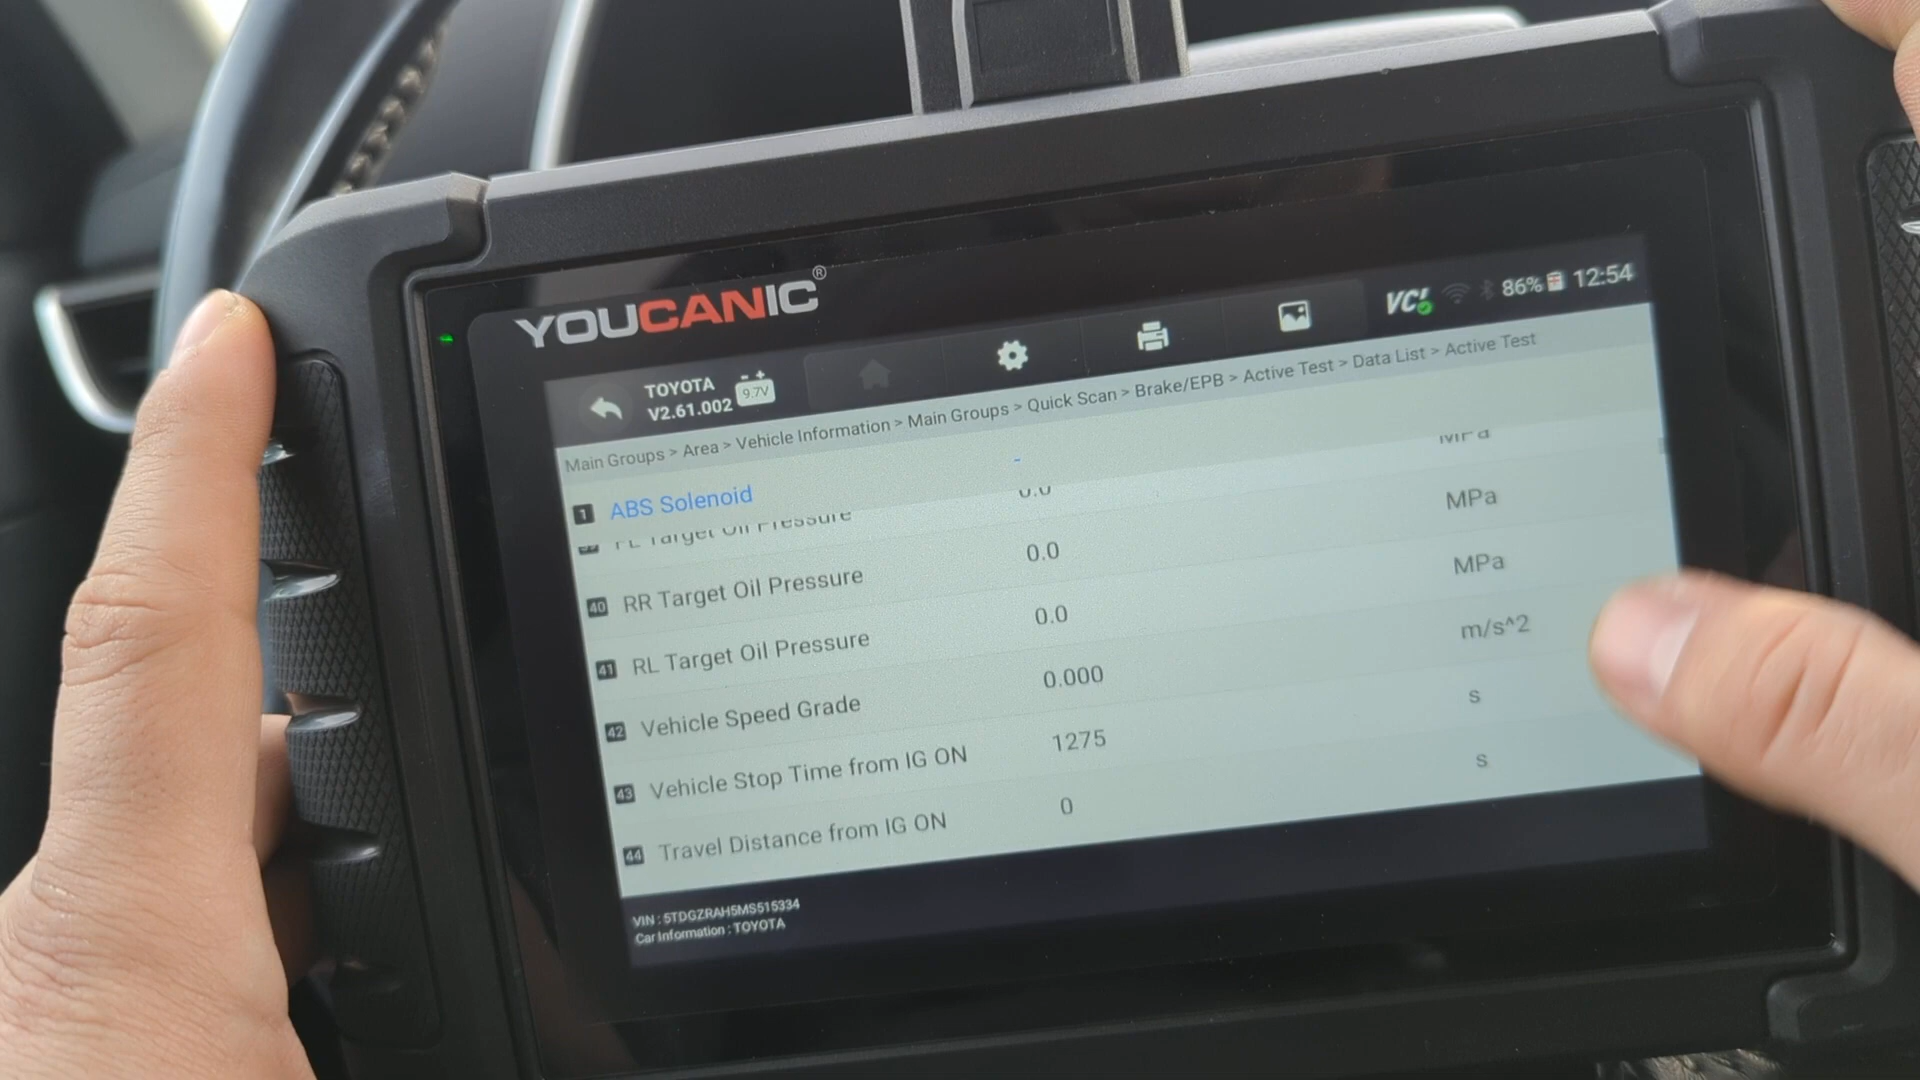 YOUCANIC®
TOYOTA
V2.61.002
9.7V
VCI 86% 12:54
Main Groups > Area > Vehicle Information > Main Groups > Quick Scan > Brake/EPB > Active Test > Data List > Active Test
1 ABS Solenoid -
Target Oil Pressure 0.0 MPa
40 RR Target Oil Pressure 0.0 MPa
41 RL Target Oil Pressure 0.0 MPa
42 Vehicle Speed Grade 0.000 m/s^2
43 Vehicle Stop Time from IG ON 1275 s
44 Travel Distance from IG ON 0 s
VIN : 5TDGZRAH5MS515334
Car Information : TOYOTA